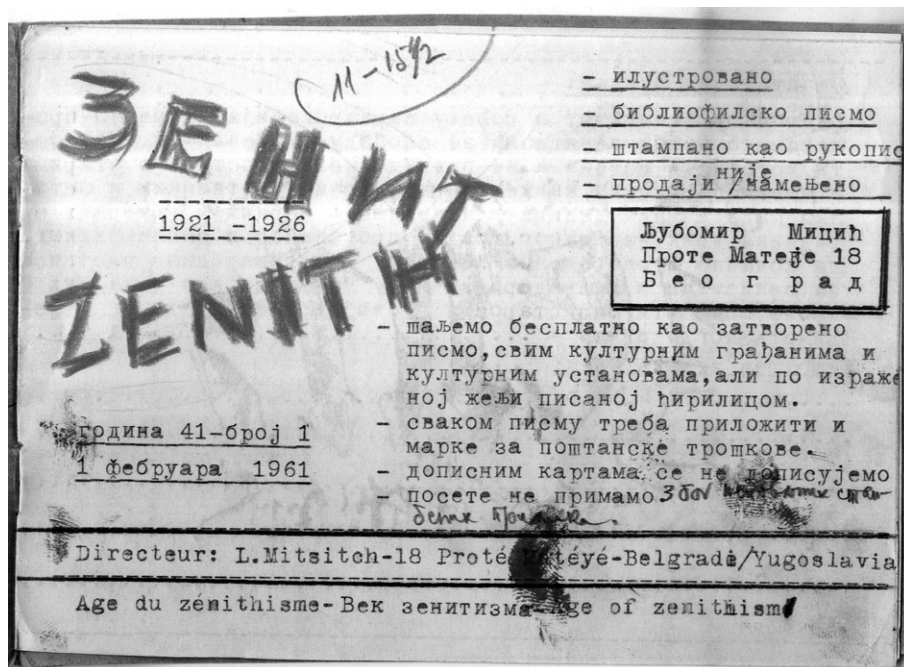 ЗЕНИТ
11-15
1921 -1926
ZENITH
- илустровано
библиофилско писмо
штампано као рукопис
није
- продаји /намењено
Љубомир Мицић
Проте Матеје 18
Београд
- шаљемо бесплатно као затворено
писмо,свим културним грађанима и
културним установама,али по израже
ној жељи писаној ћирилицом.
- сваком писму треба приложити и
марке за поштанске трошкове.
- дописним картама се не дописујемо
- посете не примамо због
година 41-број 1
1 фебруара 1961
Directeur: L.Mitsitch-18 Proté Matéyé-Belgrade/Yugoslavia
Age du zénithisme-Век зенитизма-Age of zenithism